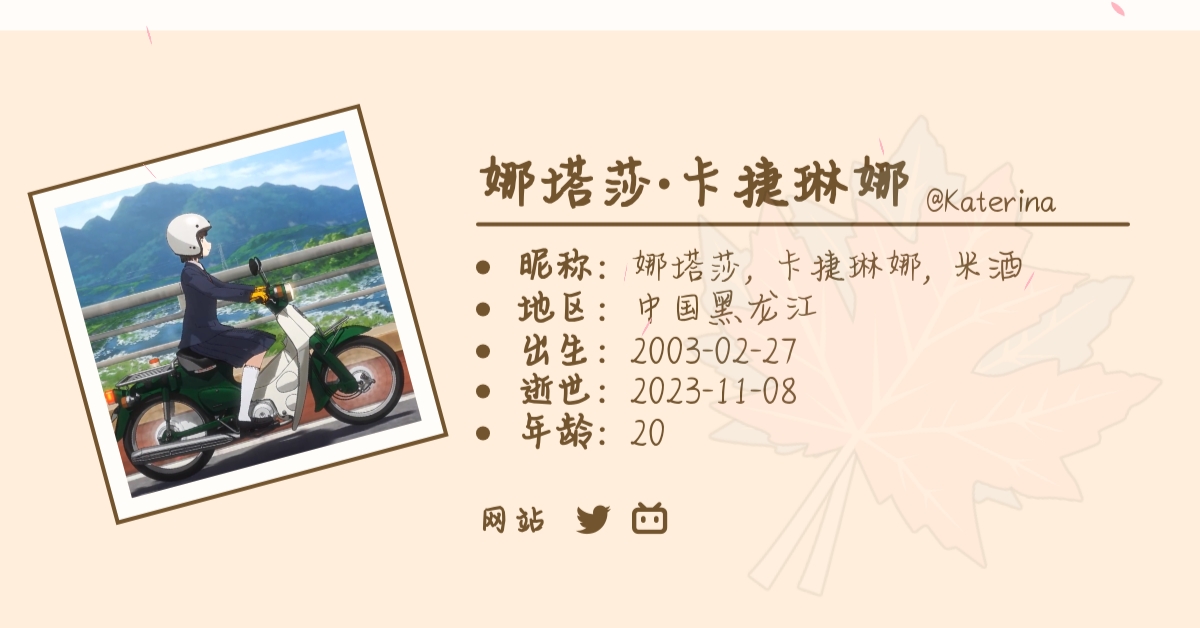 娜塔莎·卡捷琳娜 @Katerina
昵称：娜塔莎，卡捷琳娜，米酒
地区：中国黑龙江
出生：2003-02-27
逝世：2023-11-08
年龄：20
网站